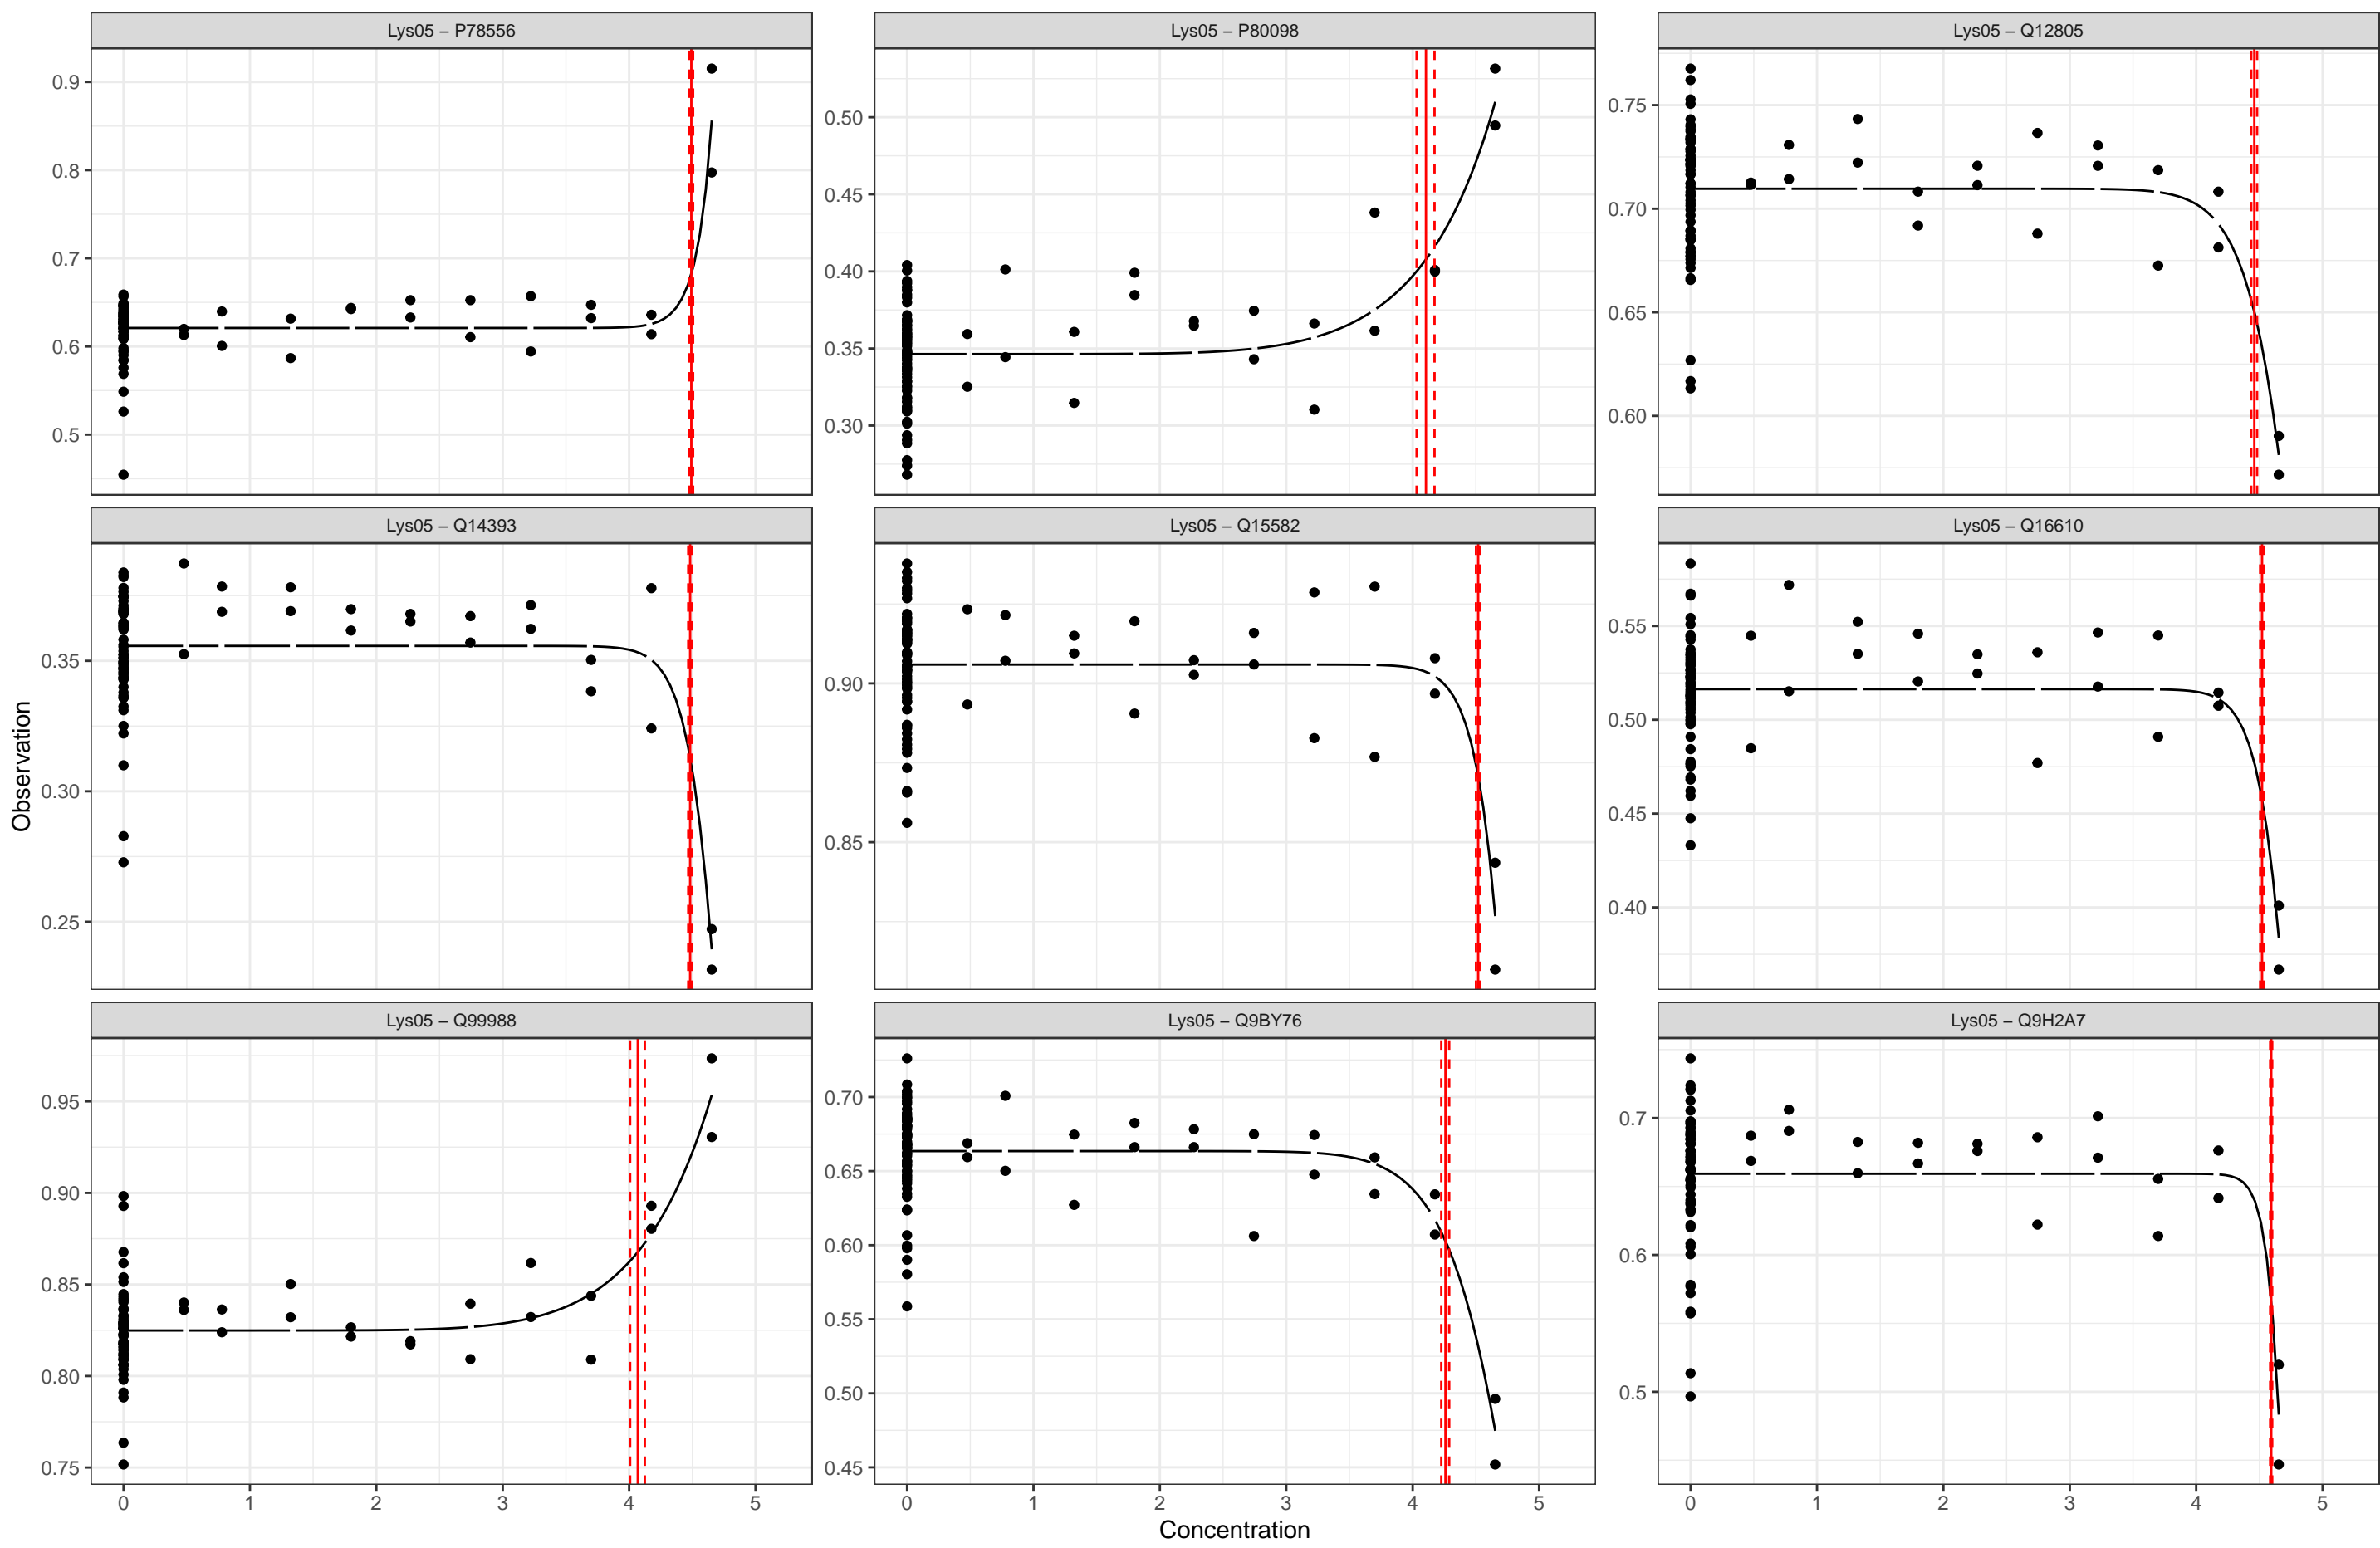 Lys05 – P78556
Lys05 – P80098
Lys05 – Q12805
0.9
0.8
0.7
0.6
0.5
0.50
0.45
0.40
0.35
0.30
0.75
0.70
0.65
0.60
Lys05 – Q14393
Lys05 – Q15582
Lys05 – Q16610
Observation
0.35
0.30
0.25
0.90
0.85
0.55
0.50
0.45
0.40
Lys05 – Q99988
Lys05 – Q9BY76
Lys05 – Q9H2A7
0.95
0.90
0.85
0.80
0.75
0.70
0.65
0.60
0.55
0.50
0.45
0.7
0.6
0.5
0 1 2 3 4 5
0 1 2 3 4 5
0 1 2 3 4 5
Concentration